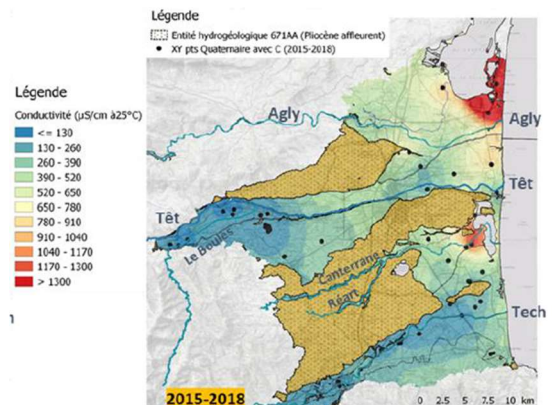 Légende
Entité hydrogéologique 671AA (Pliocène affleurent)
XY pts Quaternaire avec C (2015-2018)
Légende
Conductivité (µS/cm à25°C)
<= 130
130 - 260
260 - 390
390 - 520
520 - 650
650 - 780
780 - 910
910 - 1040
1040 - 1170
1170 - 1300
> 1300
Agly
Agly
Têt
Têt
Le Boulès
Canterrane
Réart
Tech
2015-2018
0 2.5 5 7.5 10 km